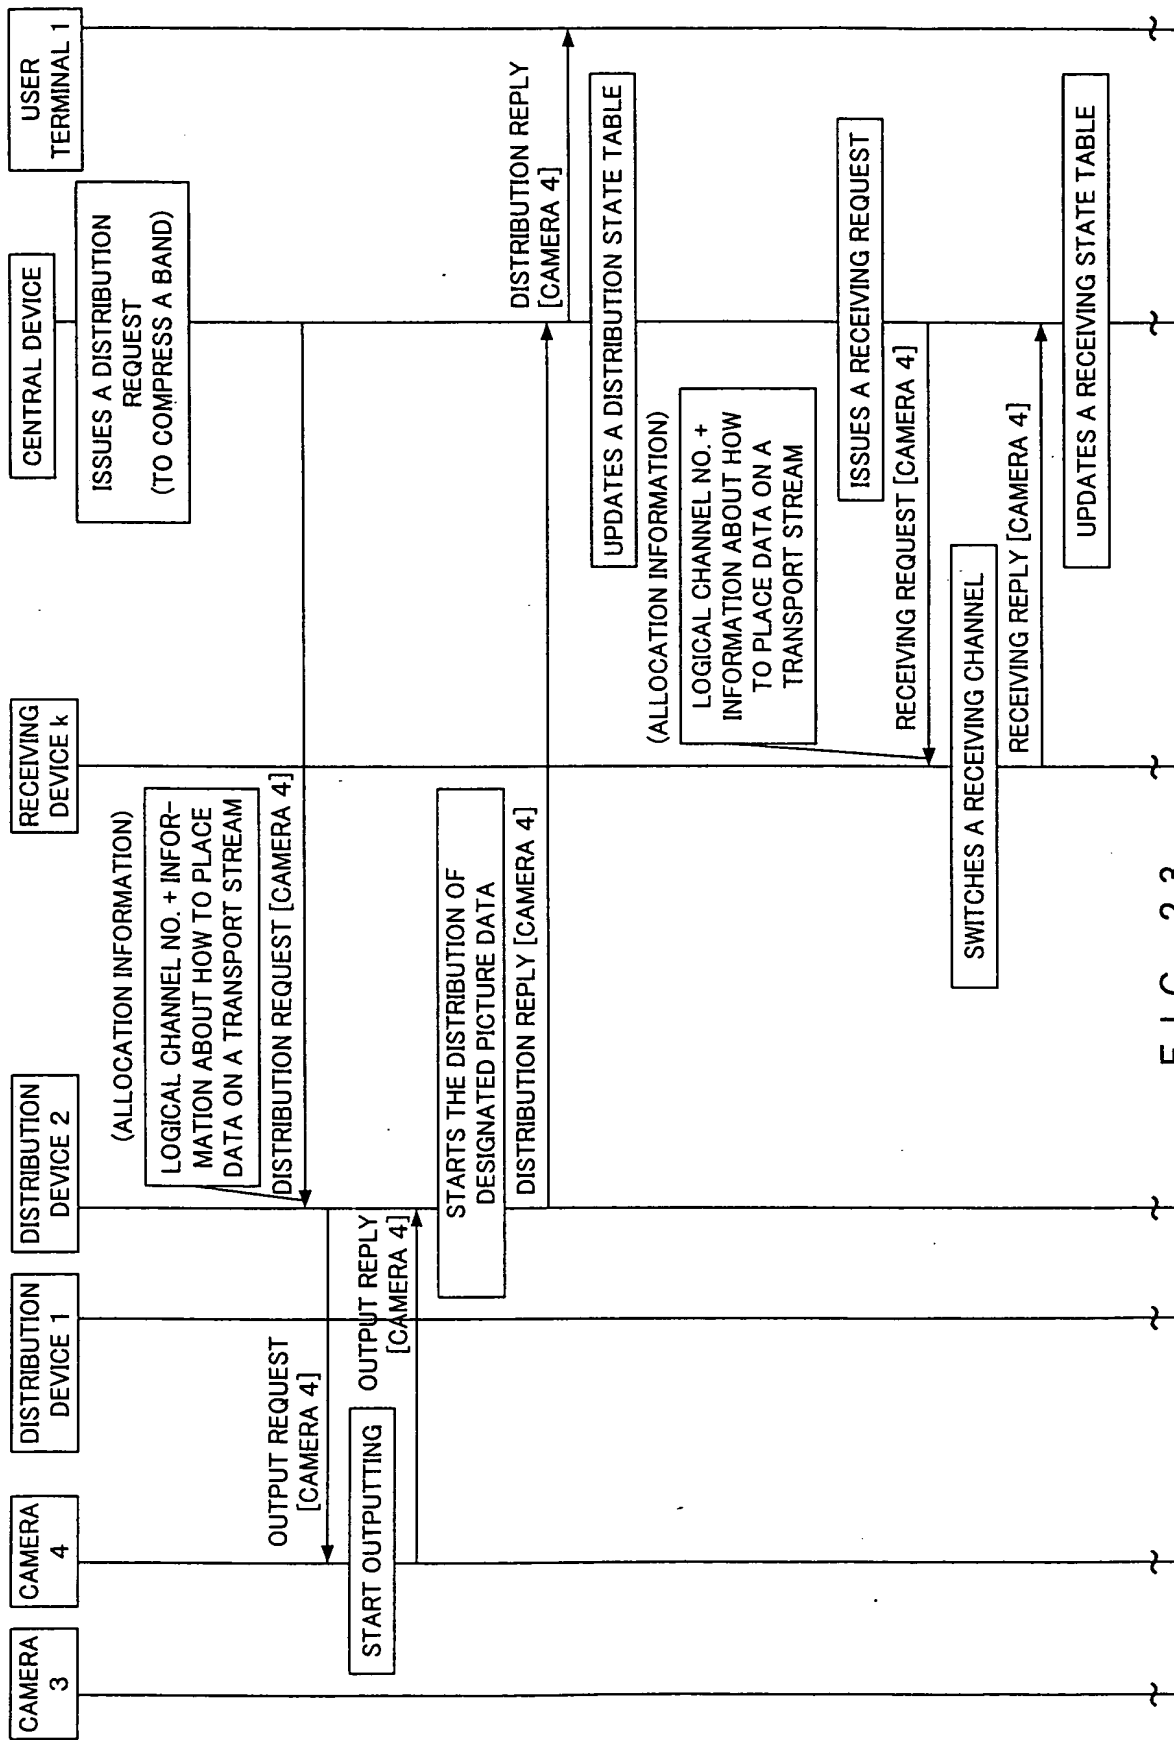 CAMERA
3
CAMERA
4
DISTRIBUTION
DEVICE 1
DISTRIBUTION
DEVICE 2
RECEIVING
DEVICE k
CENTRAL DEVICE
USER
TERMINAL 1
ISSUES A DISTRIBUTION
REQUEST
(TO COMPRESS A BAND)
(ALLOCATION INFORMATION)
LOGICAL CHANNEL NO. + INFOR-
MATION ABOUT HOW TO PLACE
DATA ON A TRANSPORT STREAM
DISTRIBUTION REQUEST [CAMERA 4]
OUTPUT REQUEST
[CAMERA 4]
START OUTPUTTING
OUTPUT REPLY
[CAMERA 4]
STARTS THE DISTRIBUTION OF
DESIGNATED PICTURE DATA
DISTRIBUTION REPLY [CAMERA 4]
DISTRIBUTION REPLY
[CAMERA 4]
UPDATES A DISTRIBUTION STATE TABLE
(ALLOCATION INFORMATION)
LOGICAL CHANNEL NO. +
INFORMATION ABOUT HOW
TO PLACE DATA ON A
TRANSPORT STREAM
ISSUES A RECEIVING REQUEST
RECEIVING REQUEST [CAMERA 4]
SWITCHES A RECEIVING CHANNEL
RECEIVING REPLY [CAMERA 4]
UPDATES A RECEIVING STATE TABLE
FIG. 23